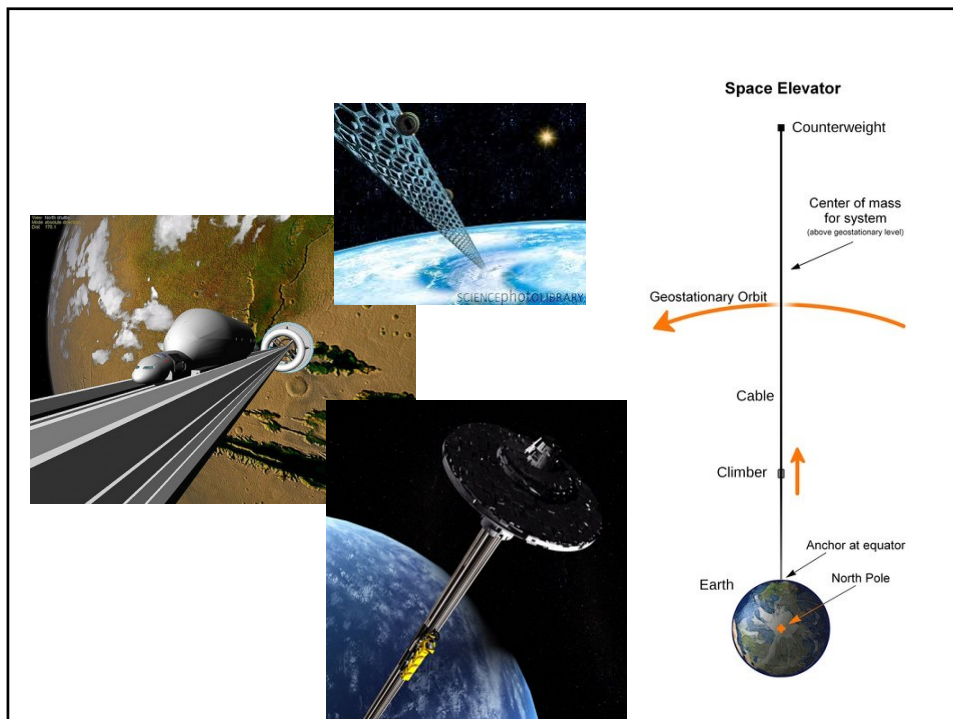 Space Elevator
Counterweight
Center of mass
for system
(above geostationary level)
Geostationary Orbit
Cable
Climber
Anchor at equator
Earth
North Pole
SCIENCEphotoLIBRARY